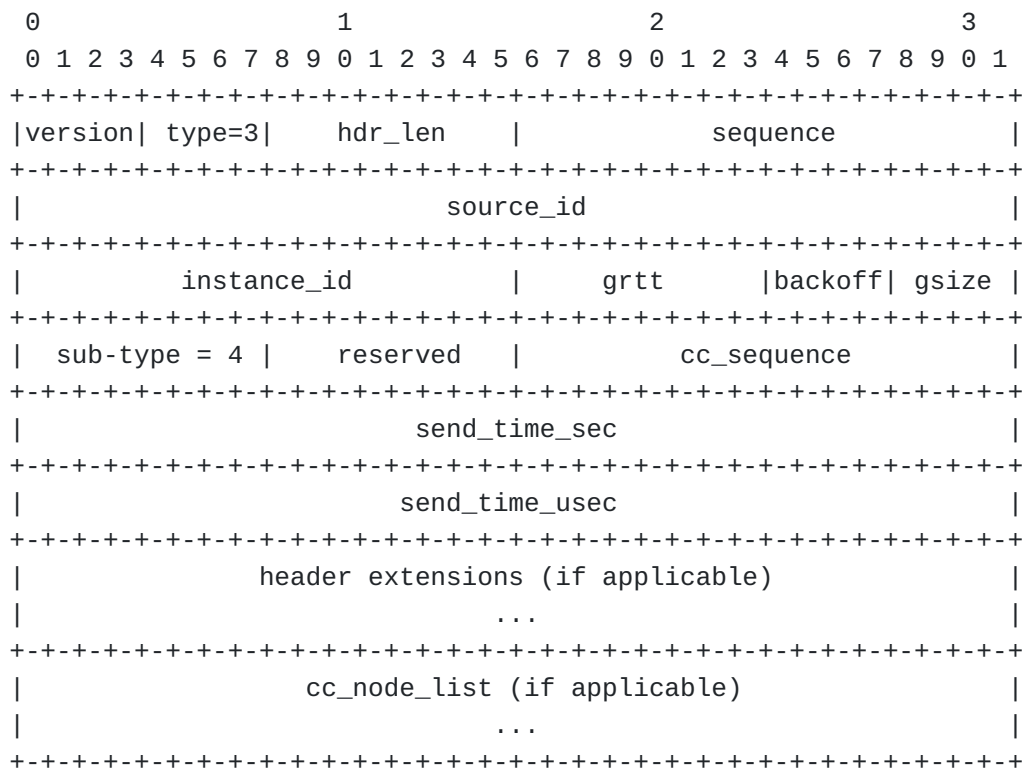 0                   1                   2                   3
 0 1 2 3 4 5 6 7 8 9 0 1 2 3 4 5 6 7 8 9 0 1 2 3 4 5 6 7 8 9 0 1
+-+-+-+-+-+-+-+-+-+-+-+-+-+-+-+-+-+-+-+-+-+-+-+-+-+-+-+-+-+-+-+-+
|version| type=3|    hdr_len    |            sequence           |
+-+-+-+-+-+-+-+-+-+-+-+-+-+-+-+-+-+-+-+-+-+-+-+-+-+-+-+-+-+-+-+-+
|                           source_id                           |
+-+-+-+-+-+-+-+-+-+-+-+-+-+-+-+-+-+-+-+-+-+-+-+-+-+-+-+-+-+-+-+-+
|          instance_id          |     grtt      |backoff| gsize |
+-+-+-+-+-+-+-+-+-+-+-+-+-+-+-+-+-+-+-+-+-+-+-+-+-+-+-+-+-+-+-+-+
|  sub-type = 4 |    reserved   |          cc_sequence          |
+-+-+-+-+-+-+-+-+-+-+-+-+-+-+-+-+-+-+-+-+-+-+-+-+-+-+-+-+-+-+-+-+
|                         send_time_sec                         |
+-+-+-+-+-+-+-+-+-+-+-+-+-+-+-+-+-+-+-+-+-+-+-+-+-+-+-+-+-+-+-+-+
|                        send_time_usec                         |
+-+-+-+-+-+-+-+-+-+-+-+-+-+-+-+-+-+-+-+-+-+-+-+-+-+-+-+-+-+-+-+-+
|               header extensions (if applicable)               |
|                              ...                              |
+-+-+-+-+-+-+-+-+-+-+-+-+-+-+-+-+-+-+-+-+-+-+-+-+-+-+-+-+-+-+-+-+
|                  cc_node_list (if applicable)                 |
|                              ...                              |
+-+-+-+-+-+-+-+-+-+-+-+-+-+-+-+-+-+-+-+-+-+-+-+-+-+-+-+-+-+-+-+-+